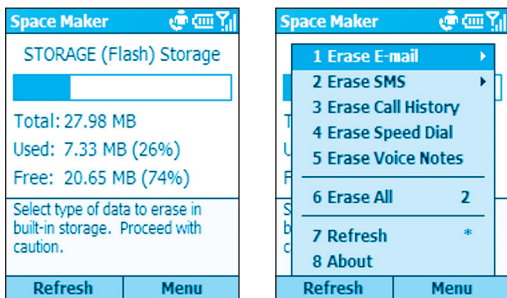 Space Maker
STORAGE (Flash) Storage
Total: 27.98 MB
Used: 7.33 MB (26%)
Free: 20.65 MB (74%)
Select type of data to erase in
built-in storage. Proceed with
caution.
Refresh Menu
Space Maker
1 Erase E-mail
2 Erase SMS
3 Erase Call History
4 Erase Speed Dial
5 Erase Voice Notes
6 Erase All 2
7 Refresh *
8 About
Refresh Menu